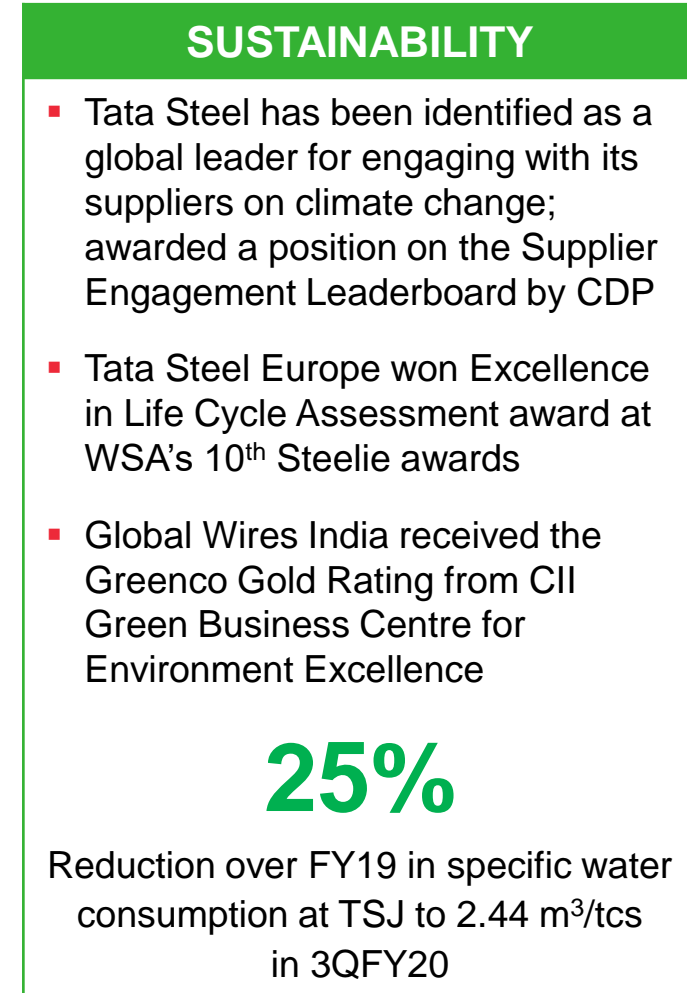 SUSTAINABILITY
▪ Tata Steel has been identified as a
global leader for engaging with its
suppliers on climate change;
awarded a position on the Supplier
Engagement Leaderboard by CDP
▪ Tata Steel Europe won Excellence
in Life Cycle Assessment award at
WSA’s 10th Steelie awards
▪ Global Wires India received the
Greenco Gold Rating from CII
Green Business Centre for
Environment Excellence
25%
Reduction over FY19 in specific water
consumption at TSJ to 2.44 m³/tcs
in 3QFY20